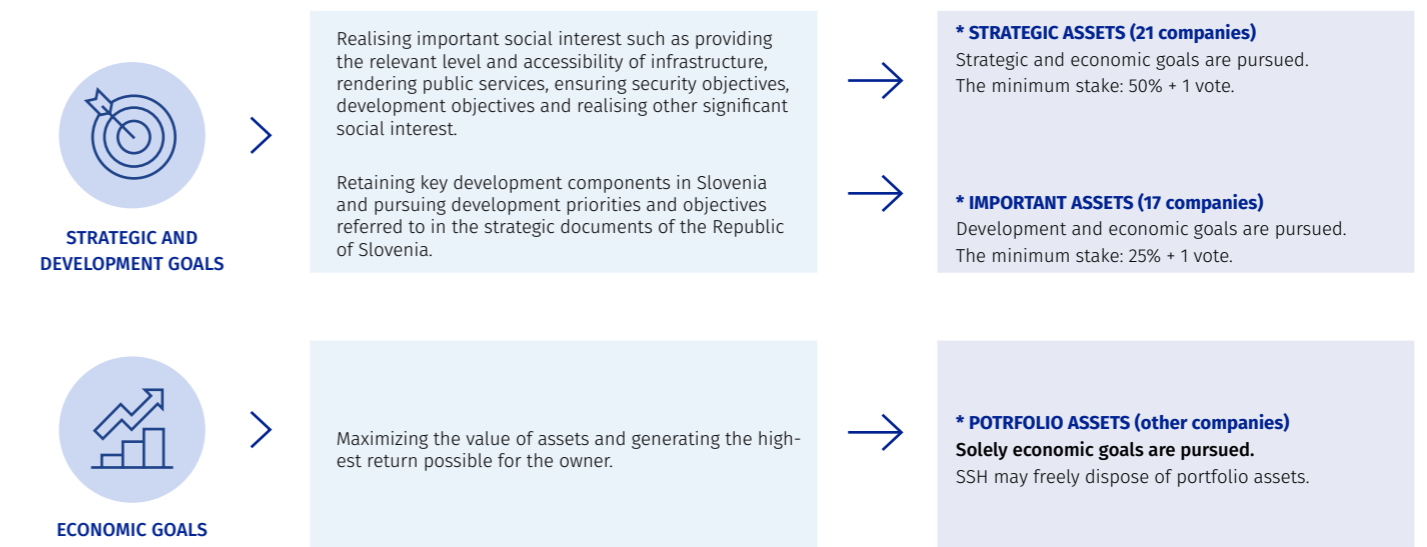 STRATEGIC AND
DEVELOPMENT GOALS
Realising important social interest such as providing
the relevant level and accessibility of infrastructure,
rendering public services, ensuring security objectives,
development objectives and realising other significant
social interest.
Retaining key development components in Slovenia
and pursuing development priorities and objectives
referred to in the strategic documents of the Republic
of Slovenia.
* STRATEGIC ASSETS (21 companies)
Strategic and economic goals are pursued.
The minimum stake: 50% + 1 vote.
* IMPORTANT ASSETS (17 companies)
Development and economic goals are pursued.
The minimum stake: 25% + 1 vote.
ECONOMIC GOALS
Maximizing the value of assets and generating the high-
est return possible for the owner.
* POTRFOLIO ASSETS (other companies)
Solely economic goals are pursued.
SSH may freely dispose of portfolio assets.